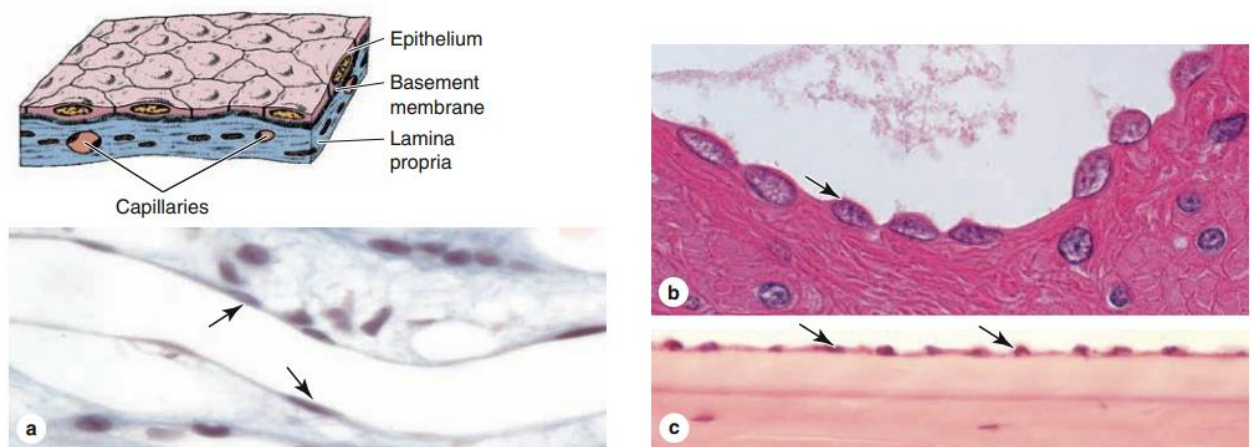 Epithelium
Basement
membrane
Lamina
propria
Capillaries
a
b
c